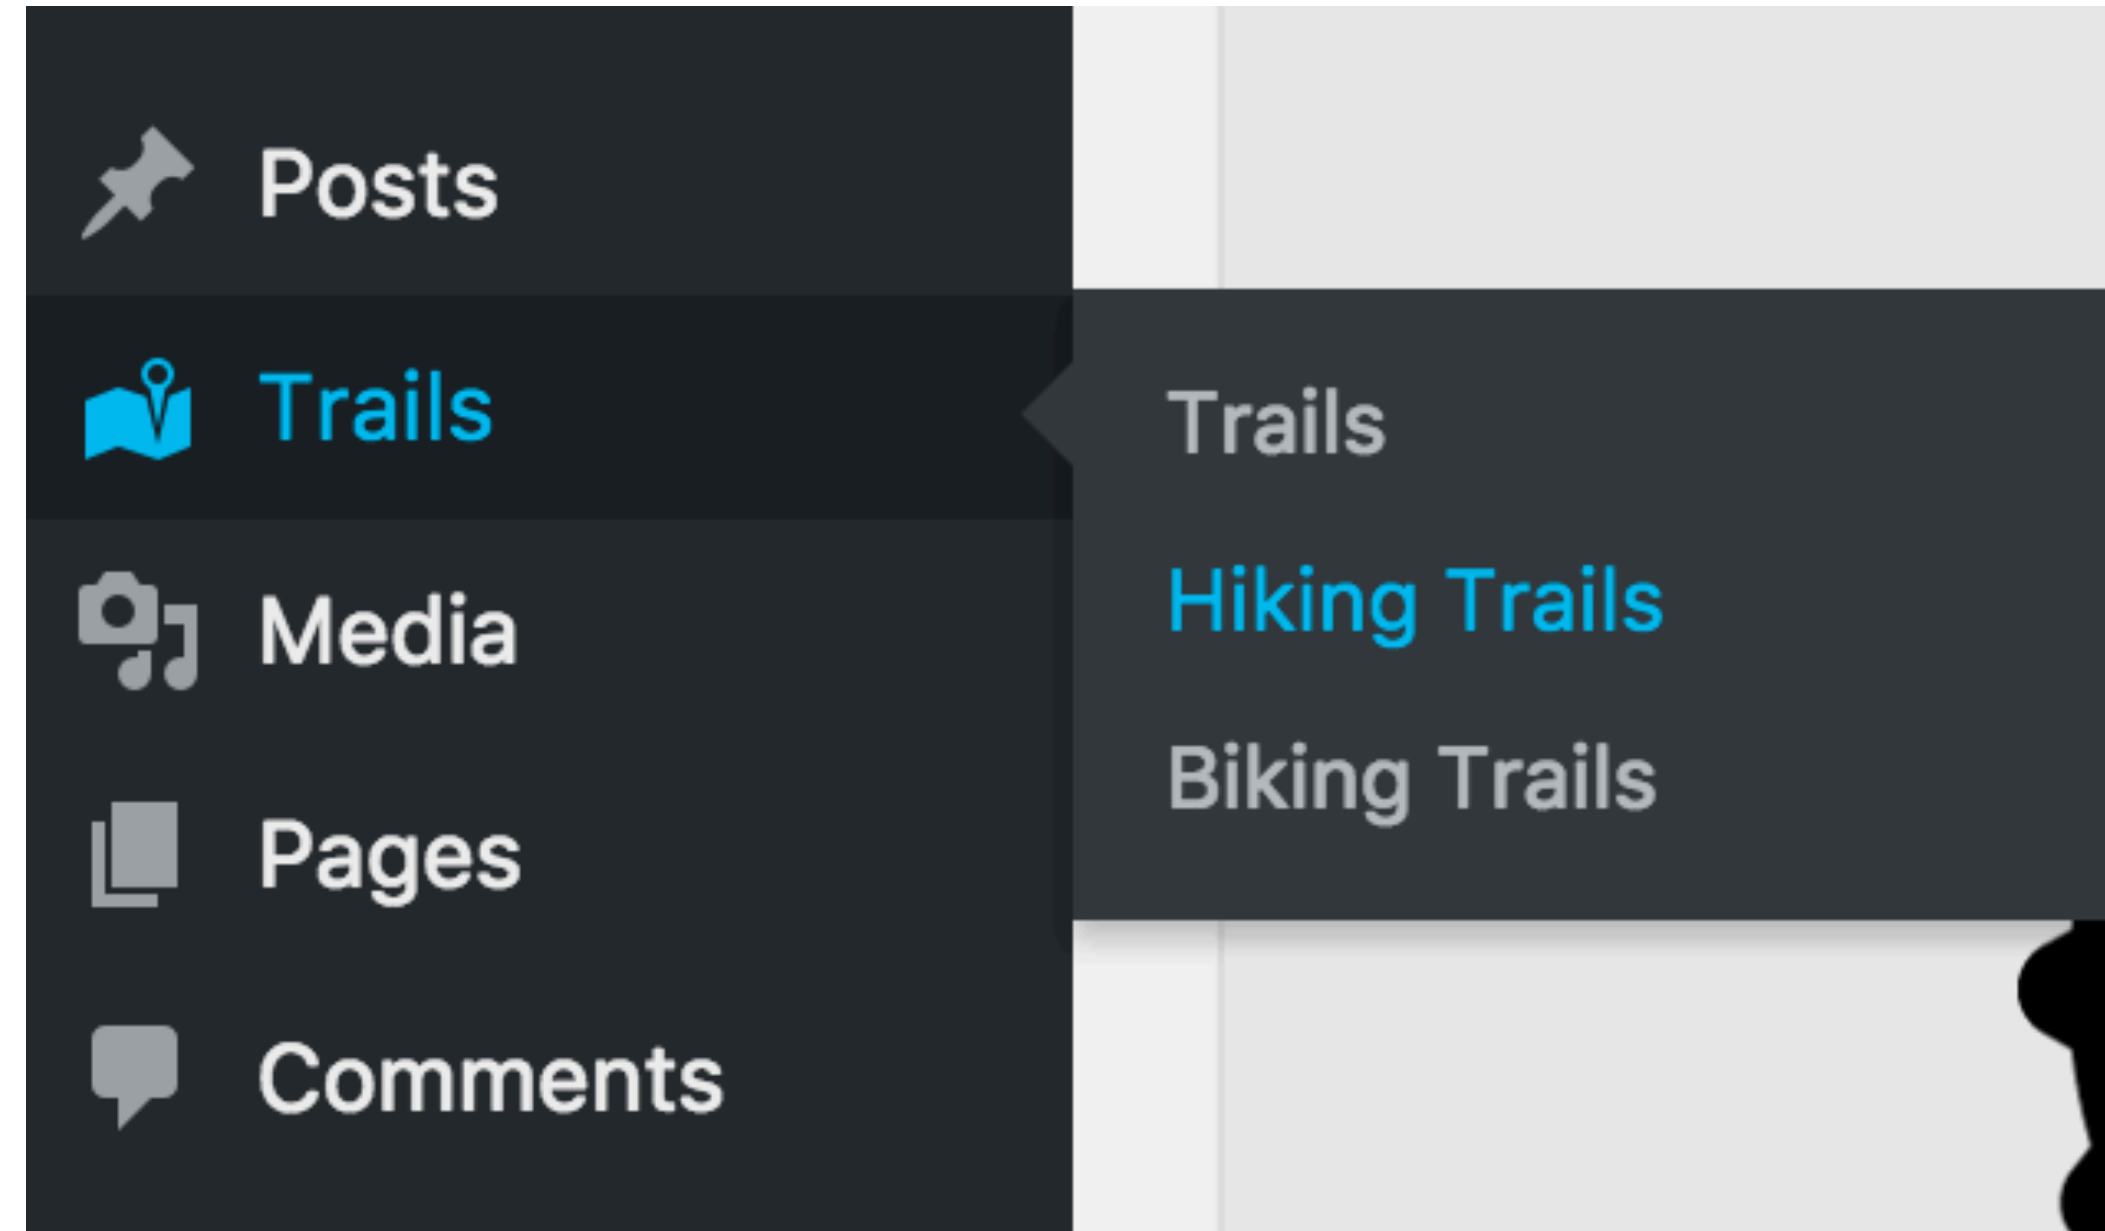 Posts
Trails
Media
Pages
Comments
Trails
Hiking Trails
Biking Trails